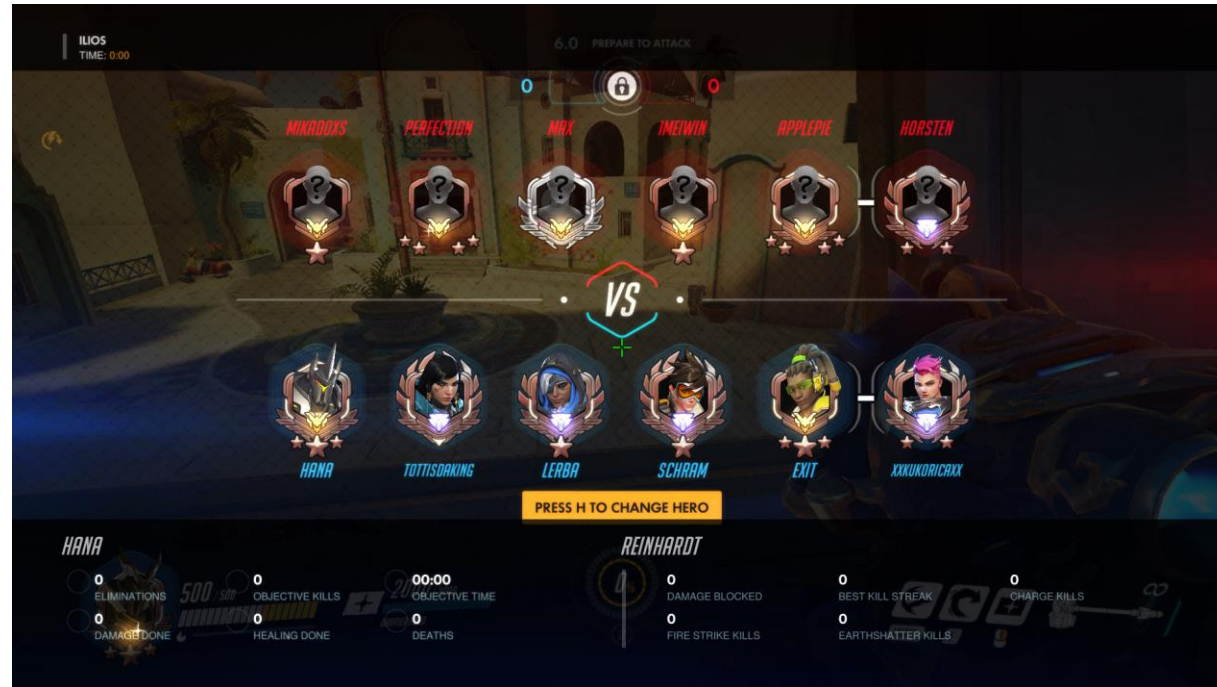 ILIOS
TIME: 0:00
6.0 PREPARE TO ATTACK
0 0
MIKADOXS PERFECTION MAX IMEIWIN APPLEPIE HORSTEN
? ? ? ? ? ?
VS
HANA TOTTISDAKING LERBA SCHRAM EXIT XXKUKORICAXX
PRESS H TO CHANGE HERO
HANA REINHARDT
0 0 00:00 0 0 0
ELIMINATIONS OBJECTIVE KILLS OBJECTIVE TIME DAMAGE BLOCKED BEST KILL STREAK CHARGE KILLS
500 / 500
0 0 0 0 0
DAMAGE DONE HEALING DONE DEATHS FIRE STRIKE KILLS EARTHSHATTER KILLS